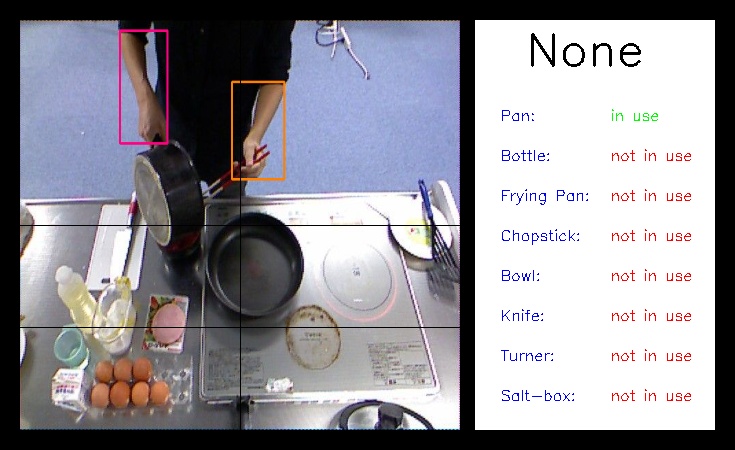 None
Pan: in use
Bottle: not in use
Frying Pan: not in use
Chopstick: not in use
Bowl: not in use
Knife: not in use
Turner: not in use
Salt-box: not in use